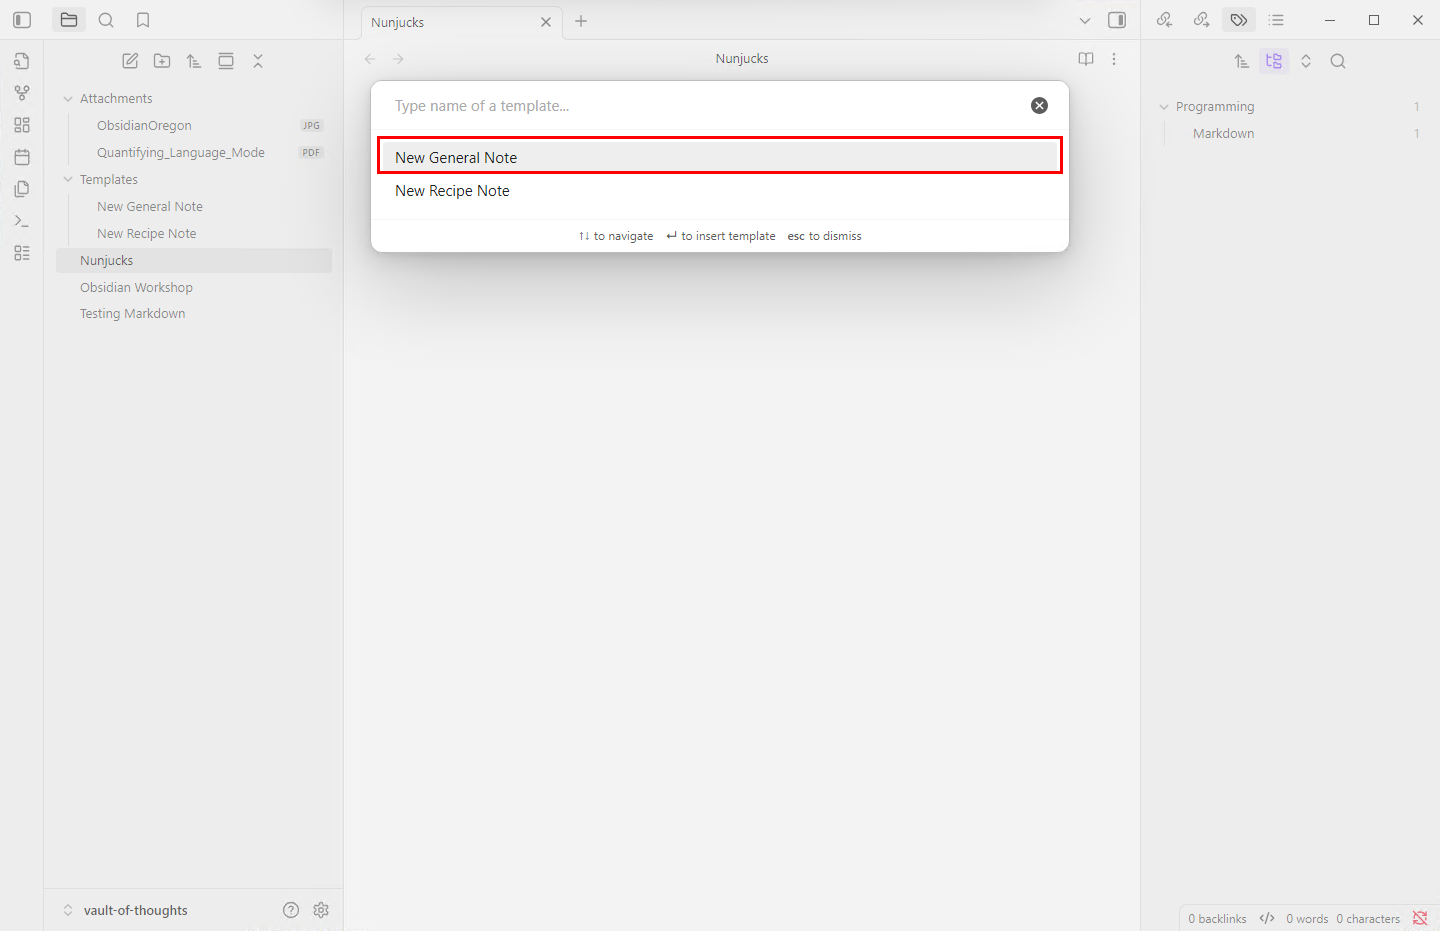 Nunjucks
Nunjucks
Attachments
ObsidianOregon JPG
Quantifying_Language_Mode PDF
Templates
New General Note
New Recipe Note
Nunjucks
Obsidian Workshop
Testing Markdown
vault-of-thoughts
Type name of a template...
New General Note
New Recipe Note
↑↓ to navigate ↵ to insert template esc to dismiss
Programming 1
Markdown 1
0 backlinks </> 0 words 0 characters